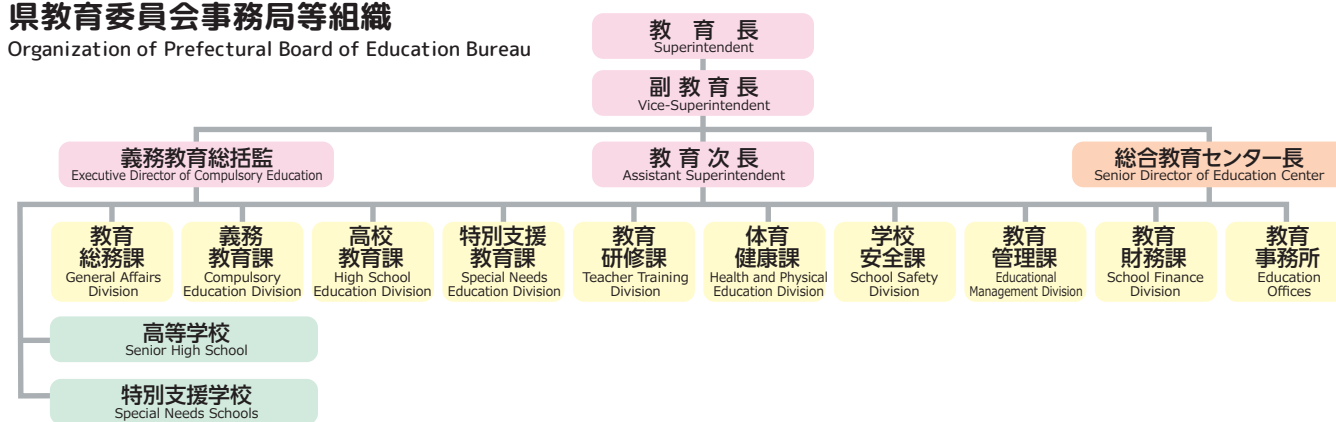 県教育委員会事務局等組織
Organization of Prefectural Board of Education Bureau
教育長
Superintendent
副教育長
Vice-Superintendent
義務教育総括監
Executive Director of Compulsory Education
教育次長
Assistant Superintendent
総合教育センター長
Senior Director of Education Center
教育
総務課
General Affairs
Division
義務
教育課
Compulsory
Education Division
高校
教育課
High School
Education Division
特別支援
教育課
Special Needs
Education Division
教育
研修課
Teacher Training
Division
体育
健康課
Health and Physical
Education Division
学校
安全課
School Safety
Division
教育
管理課
Educational
Management Division
教育
財務課
School Finance
Division
教育
事務所
Education
Offices
高等学校
Senior High School
特別支援学校
Special Needs Schools